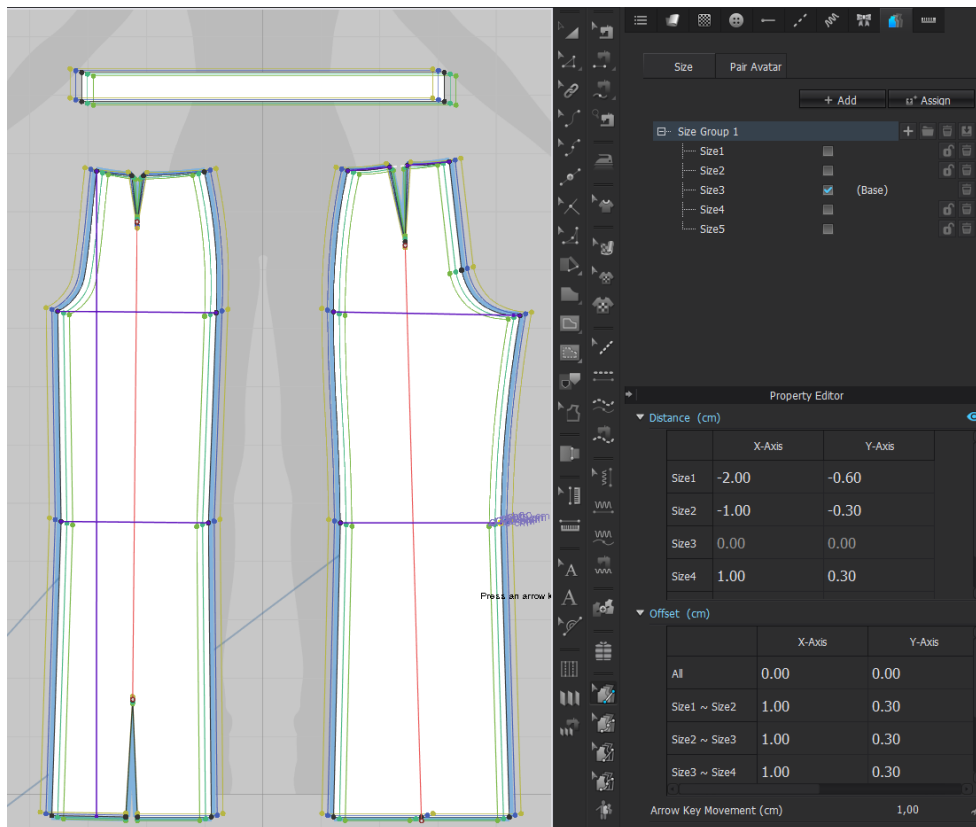 Size Pair Avatar
+ Add Assign
Size Group 1
Size1
Size2
Size3 (Base)
Size4
Size5
Property Editor
Distance (cm)
X-Axis Y-Axis
Size1 -2.00 -0.60
Size2 -1.00 -0.30
Size3 0.00 0.00
Size4 1.00 0.30
Press an arrow k
Offset (cm)
X-Axis Y-Axis
All 0.00 0.00
Size1 ~ Size2 1.00 0.30
Size2 ~ Size3 1.00 0.30
Size3 ~ Size4 1.00 0.30
Arrow Key Movement (cm) 1,00